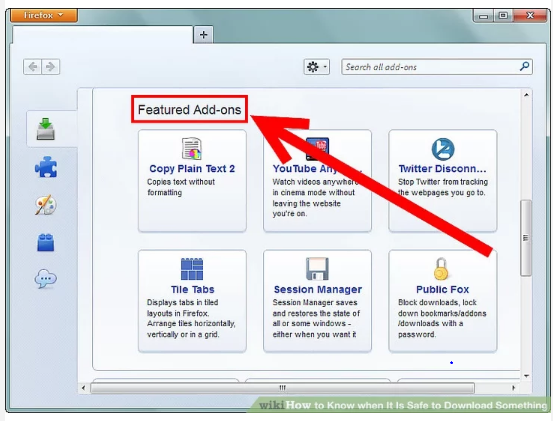 Firefox
Search all add-ons
Featured Add-ons
Copy Plain Text 2
Copies text without
formatting
YouTube Any
Watch videos anywhere
in cinema mode without
leaving the website
you're on.
Twitter Disconn...
Stop Twitter from tracking
the webpages you go to.
Tile Tabs
Displays tabs in tiled
layouts in Firefox.
Arrange tiles horizontally,
vertically or in a grid.
Session Manager
Session Manager saves
and restores the state of
all or some windows -
either when you want it
Public Fox
Block downloads, lock
down bookmarks/addons
/downloads with a
password.
wikiHow to Know when It Is Safe to Download Something